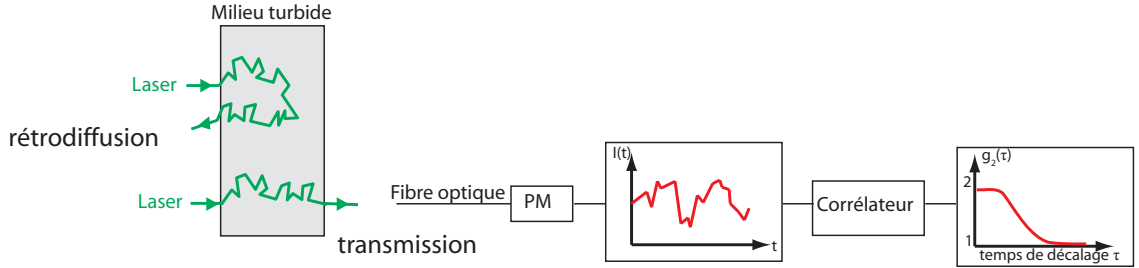 Milieu turbide
Laser
rétrodiffusion
Laser
transmission
Fibre optique
PM
I(t)
t
Corrélateur
g₂(τ)
2
1
temps de décalage τ